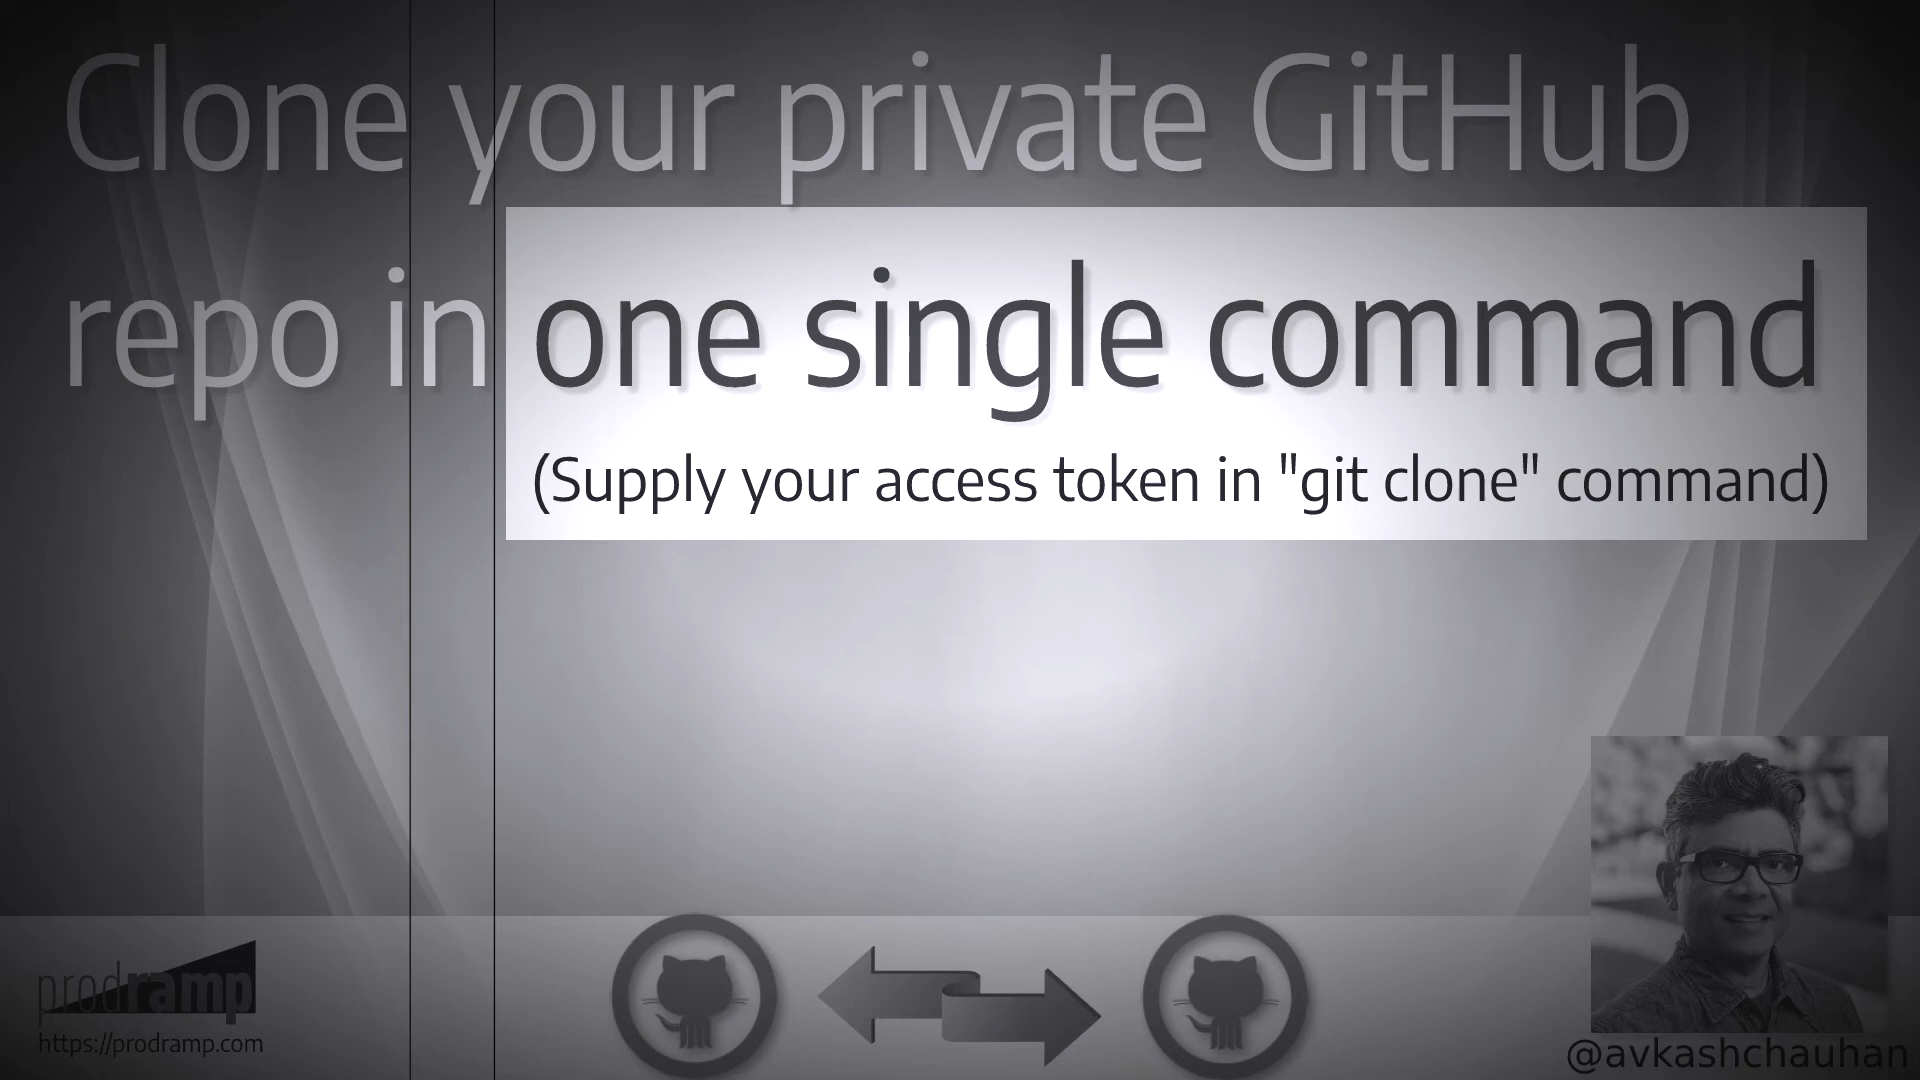 Clone your private GitHub
repo in one single command
(Supply your access token in "git clone" command)
prodramp
https://prodramp.com
@avkashchauhan